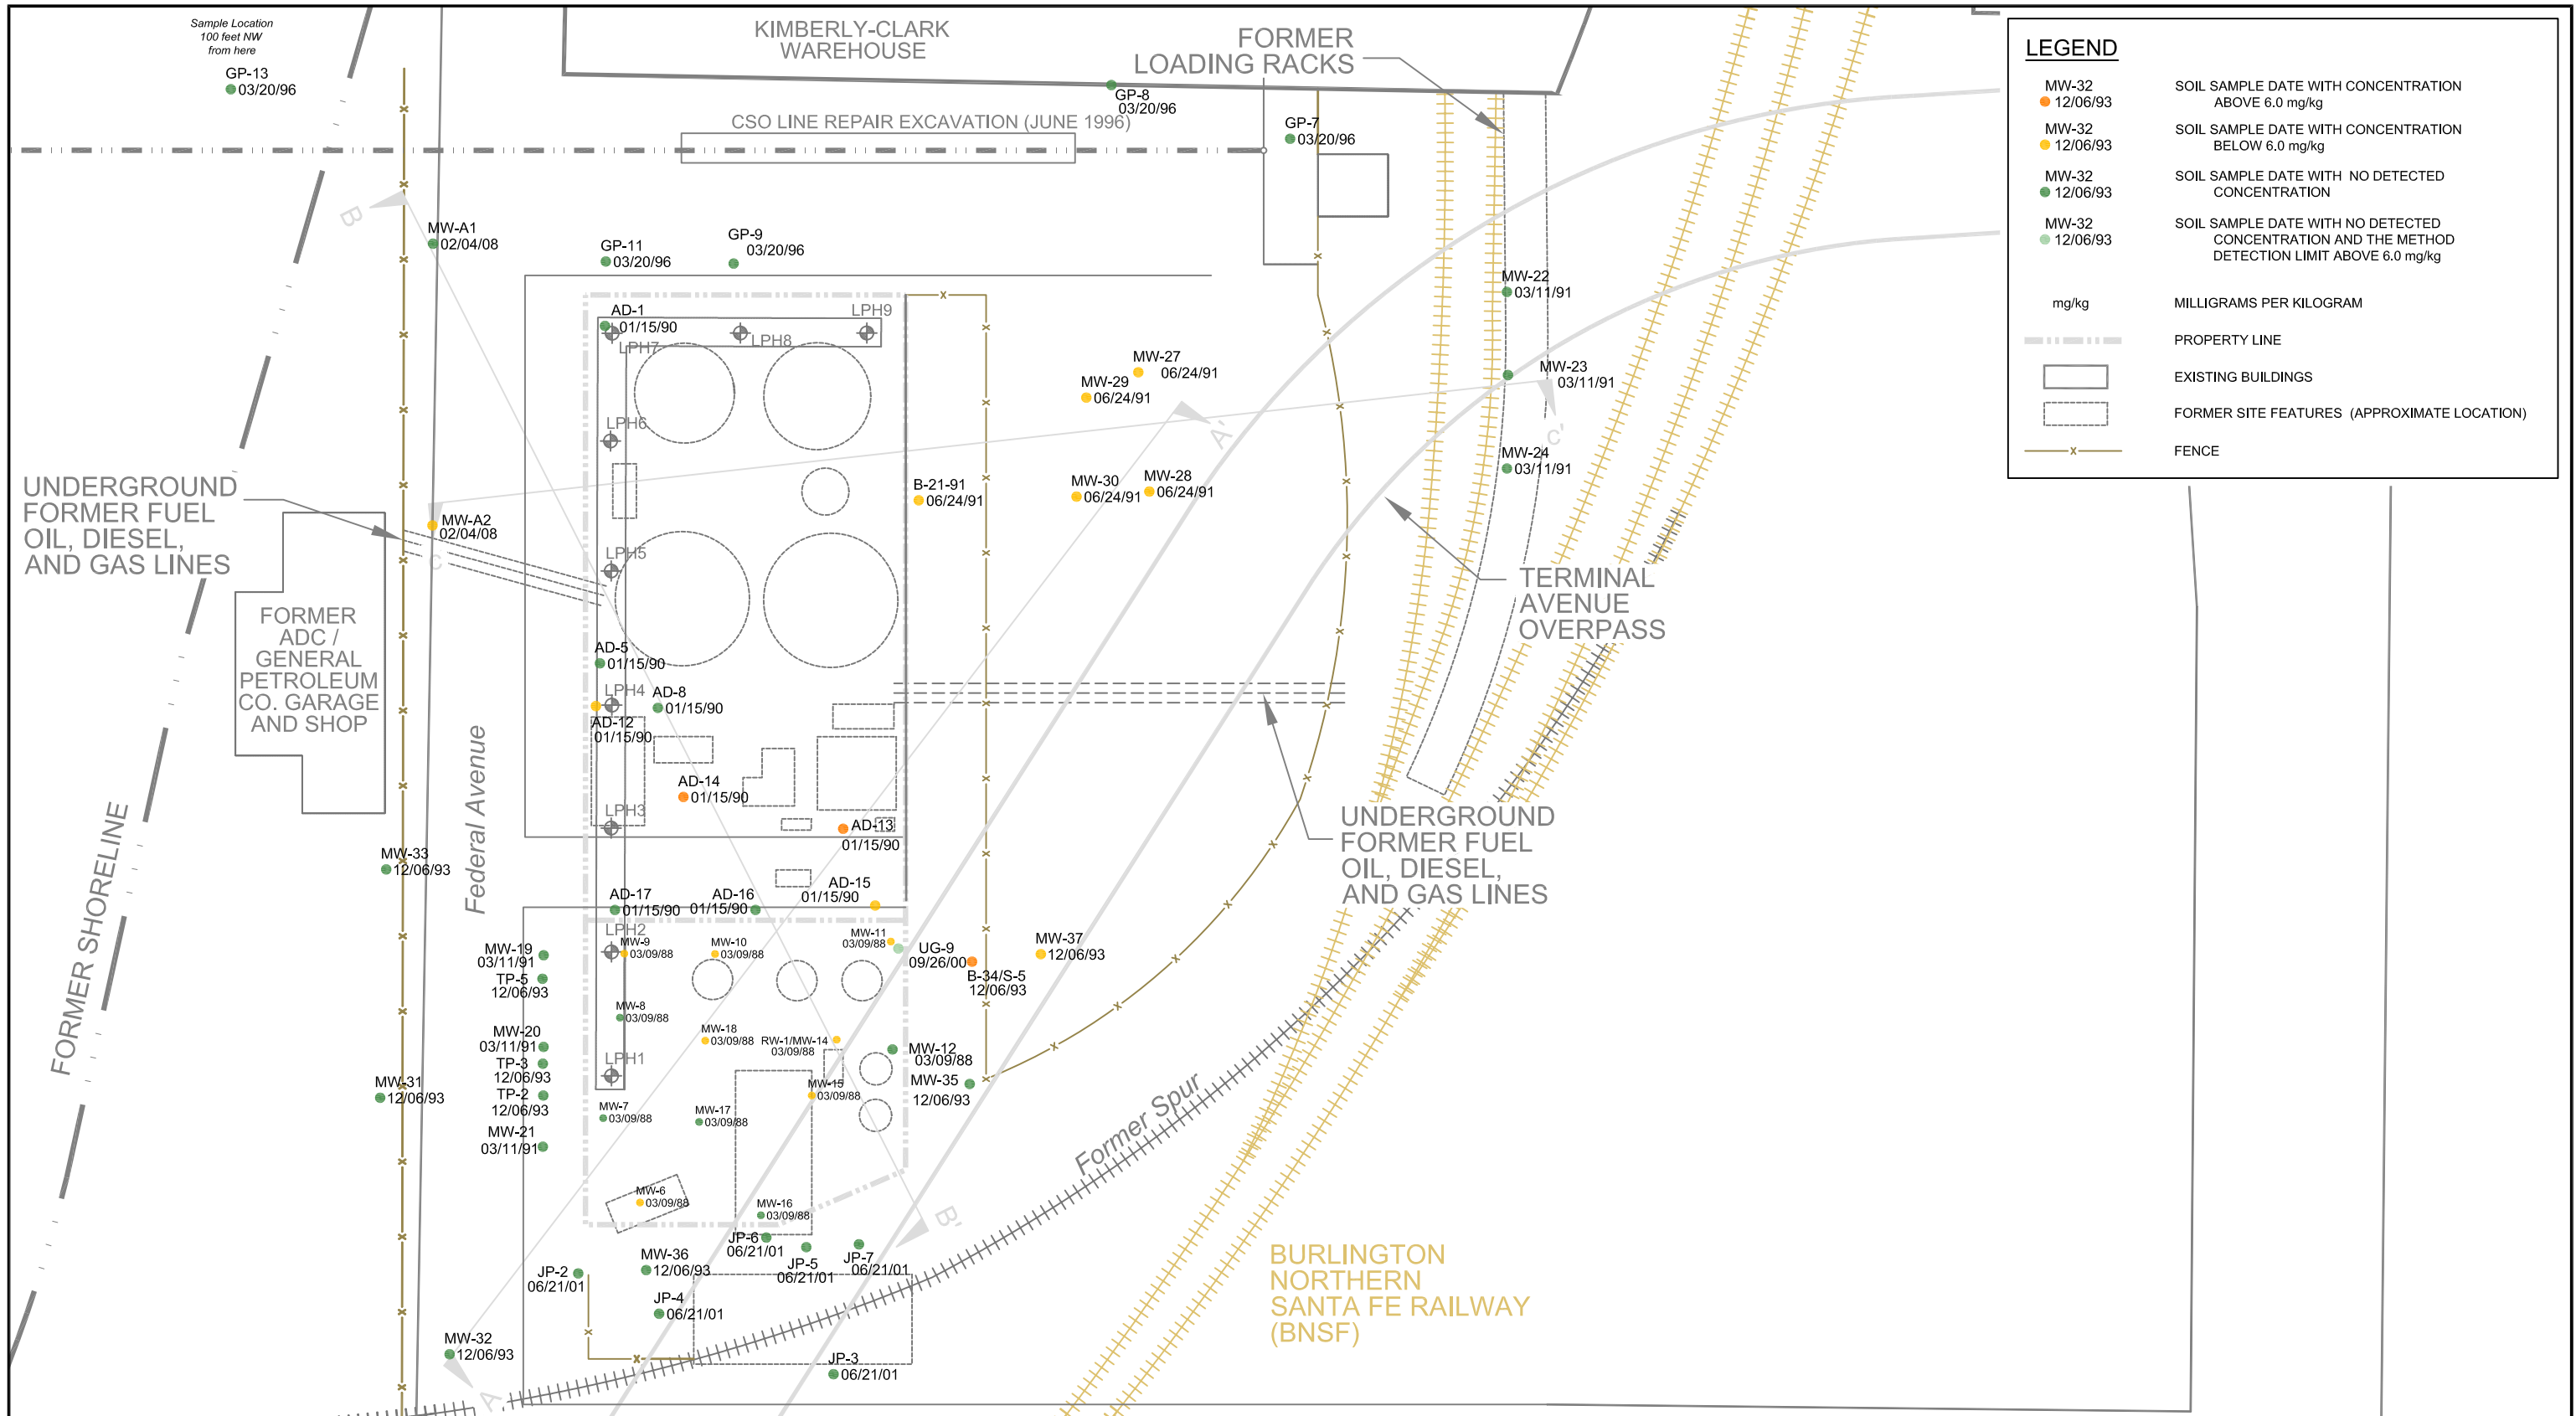 Sample Location
100 feet NW
from here
GP-13
03/20/96
KIMBERLY-CLARK
WAREHOUSE
FORMER
LOADING RACKS
GP-8
03/20/96
CSO LINE REPAIR EXCAVATION (JUNE 1996)
GP-7
03/20/96
B
MW-A1
02/04/08
GP-11
03/20/96
GP-9
03/20/96
MW-22
03/11/91
AD-1
01/15/90
LPH7
LPH8
LPH9
MW-27
06/24/91
MW-29
06/24/91
MW-23
03/11/91
A'
C'
LPH6
MW-24
03/11/91
UNDERGROUND
FORMER FUEL
OIL, DIESEL,
AND GAS LINES
B-21-91
06/24/91
MW-30
06/24/91
MW-28
06/24/91
MW-A2
02/04/08
C
LPH5
TERMINAL
AVENUE
OVERPASS
FORMER
ADC /
GENERAL
PETROLEUM
CO. GARAGE
AND SHOP
AD-5
01/15/90
LPH4
AD-8
01/15/90
AD-12
01/15/90
Federal Avenue
AD-14
01/15/90
LPH3
AD-13
01/15/90
UNDERGROUND
FORMER FUEL
OIL, DIESEL,
AND GAS LINES
FORMER SHORELINE
MW-33
12/06/93
AD-17
01/15/90
AD-16
01/15/90
AD-15
01/15/90
LPH2
MW-9
03/09/88
MW-10
03/09/88
MW-11
03/09/88
UG-9
09/26/00
B-34/S-5
12/06/93
MW-37
12/06/93
MW-19
03/11/91
TP-5
12/06/93
MW-8
03/09/88
MW-20
03/11/91
TP-3
12/06/93
TP-2
12/06/93
MW-18
03/09/88
RW-1/MW-14
03/09/88
MW-12
03/09/88
LPH1
MW-15
03/09/88
MW-35
12/06/93
MW-31
12/06/93
MW-7
03/09/88
MW-17
03/09/88
MW-21
03/11/91
Former Spur
MW-6
03/09/88
MW-16
03/09/88
B'
JP-6
06/21/01
JP-5
06/21/01
JP-7
06/21/01
JP-2
06/21/01
MW-36
12/06/93
JP-4
06/21/01
BURLINGTON
NORTHERN
SANTA FE RAILWAY
(BNSF)
MW-32
12/06/93
JP-3
06/21/01
A
LEGEND
MW-32
12/06/93
SOIL SAMPLE DATE WITH CONCENTRATION
ABOVE 6.0 mg/kg
MW-32
12/06/93
SOIL SAMPLE DATE WITH CONCENTRATION
BELOW 6.0 mg/kg
MW-32
12/06/93
SOIL SAMPLE DATE WITH NO DETECTED
CONCENTRATION
MW-32
12/06/93
SOIL SAMPLE DATE WITH NO DETECTED
CONCENTRATION AND THE METHOD
DETECTION LIMIT ABOVE 6.0 mg/kg
mg/kg MILLIGRAMS PER KILOGRAM
PROPERTY LINE
EXISTING BUILDINGS
FORMER SITE FEATURES (APPROXIMATE LOCATION)
x FENCE